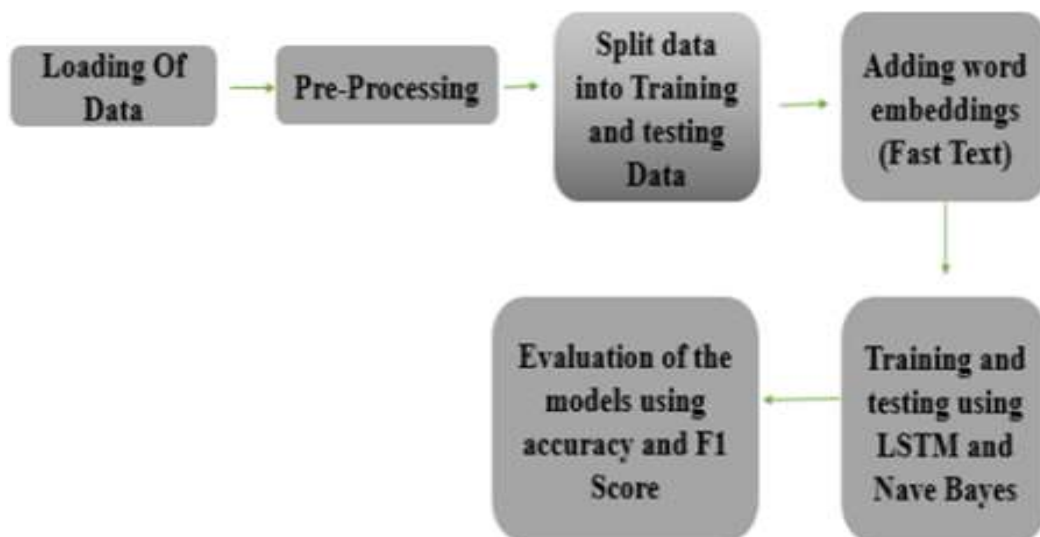 Loading Of
Data
Pre-Processing
Split data
into Training
and testing
Data
Adding word
embeddings
(Fast Text)
Training and
testing using
LSTM and
Nave Bayes
Evaluation of the
models using
accuracy and F1
Score